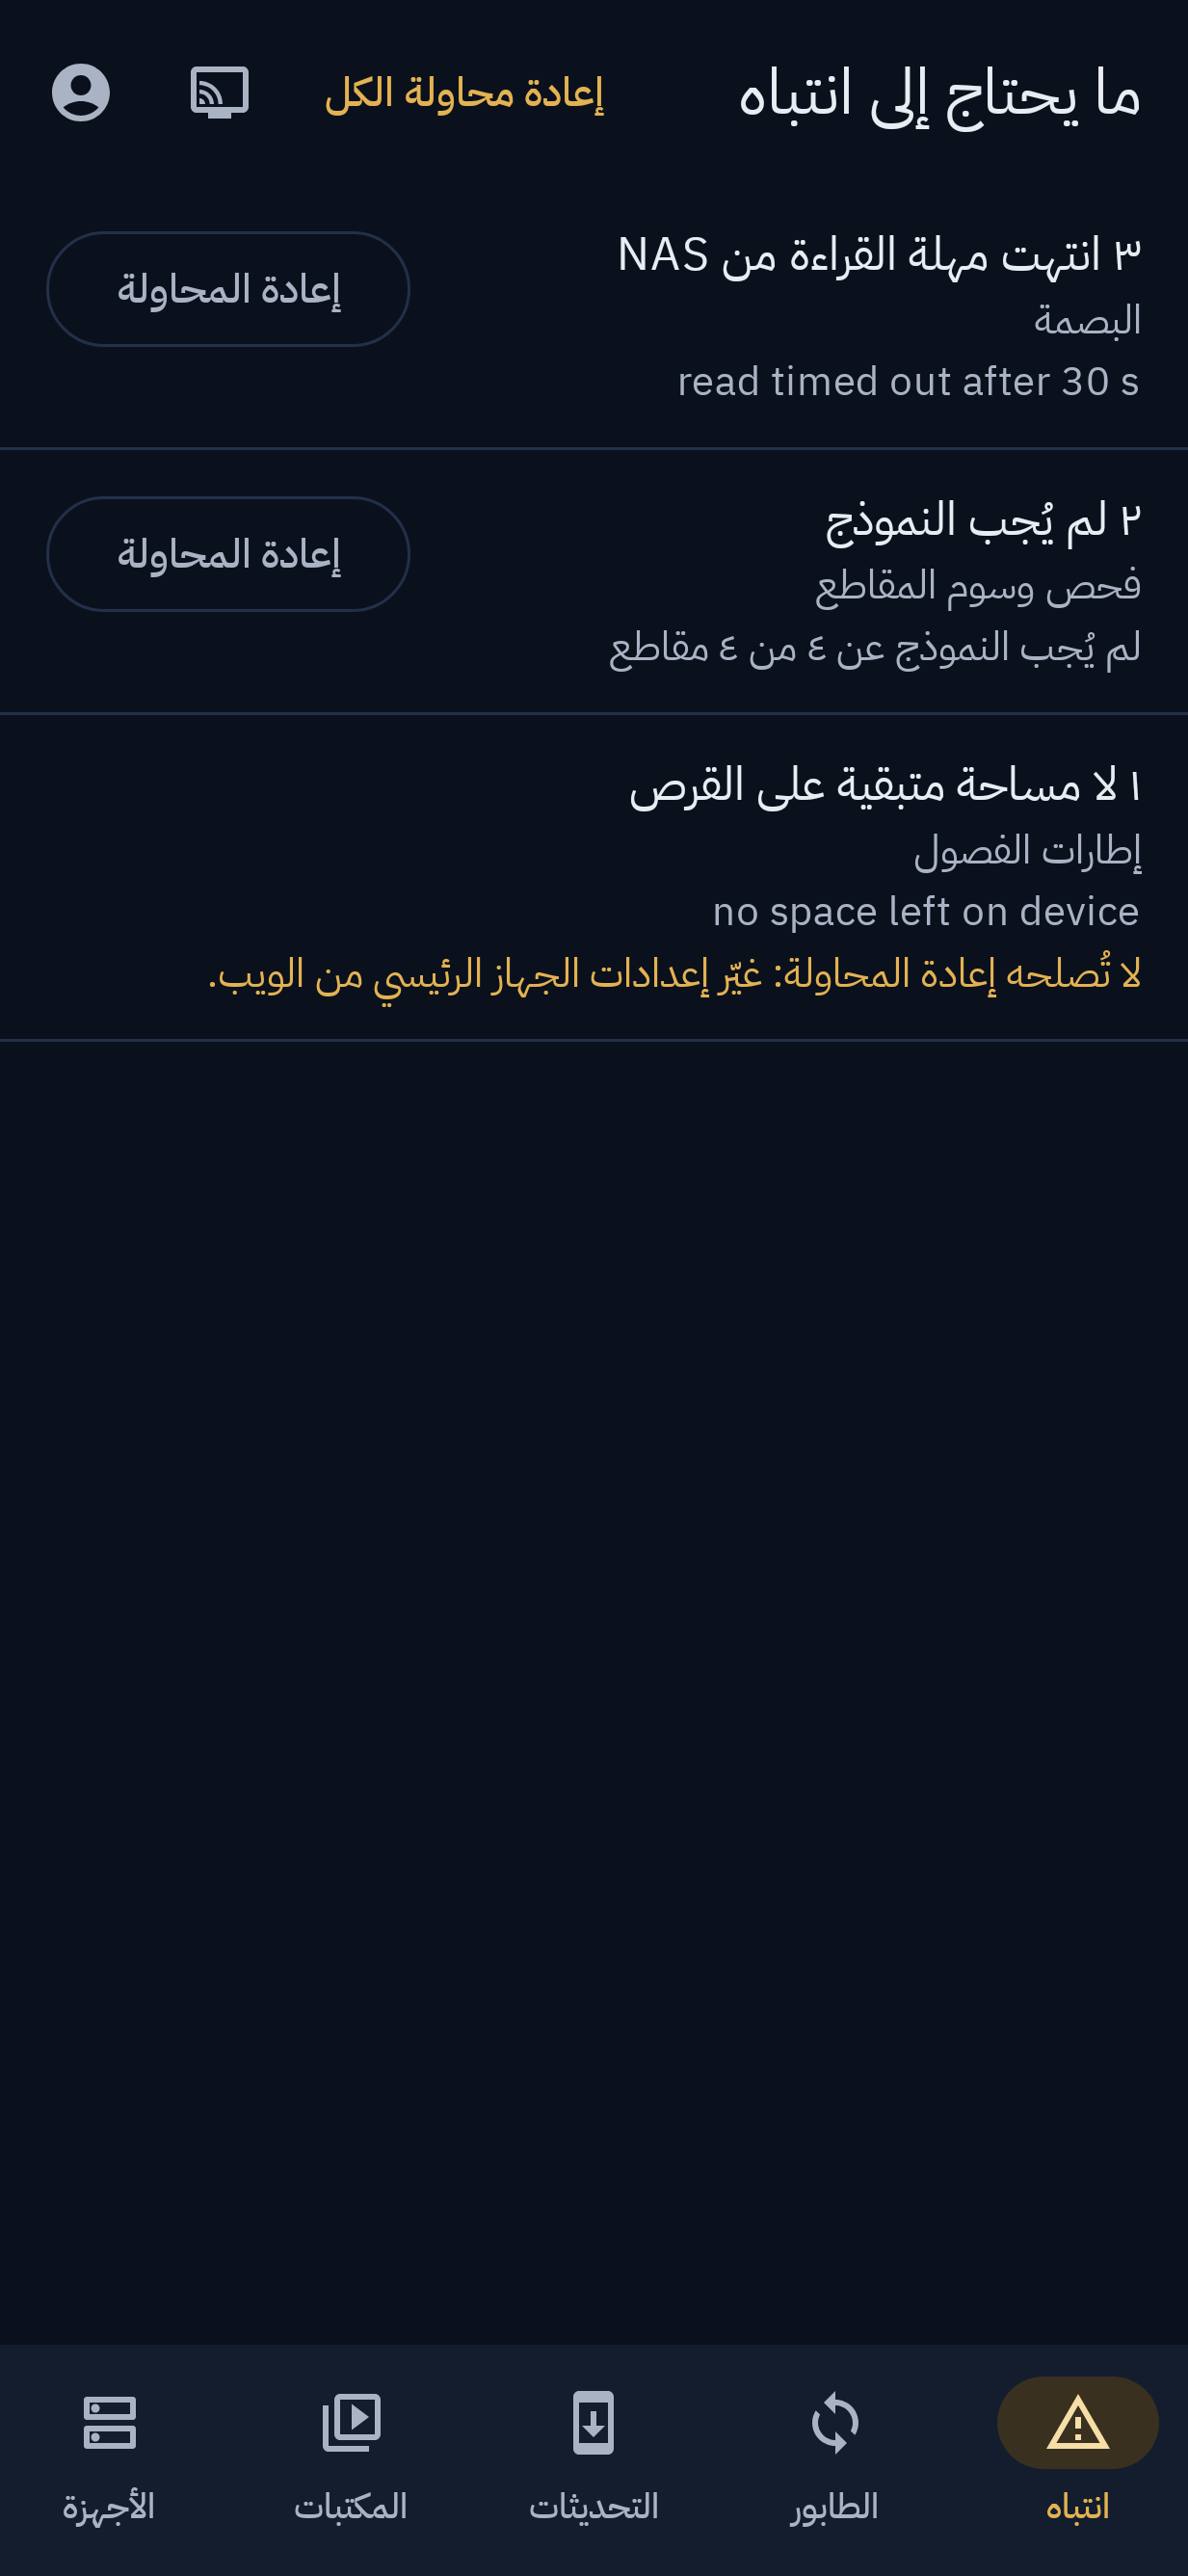 ما يحتاج إلى انتباه
إعادة محاولة الكل
٣ انتهت مهلة القراءة من NAS
البصمة
read timed out after 30 s
إعادة المحاولة
٢ لم يُجب النموذج
فحص وسوم المقاطع
لم يُجب النموذج عن ٤ من ٤ مقاطع
إعادة المحاولة
١ لا مساحة متبقية على القرص
إطارات الفصول
no space left on device
لا تُصلحه إعادة المحاولة: غيّر إعدادات الجهاز الرئيسي من الويب.
انتباه
الطابور
التحديثات
المكتبات
الأجهزة